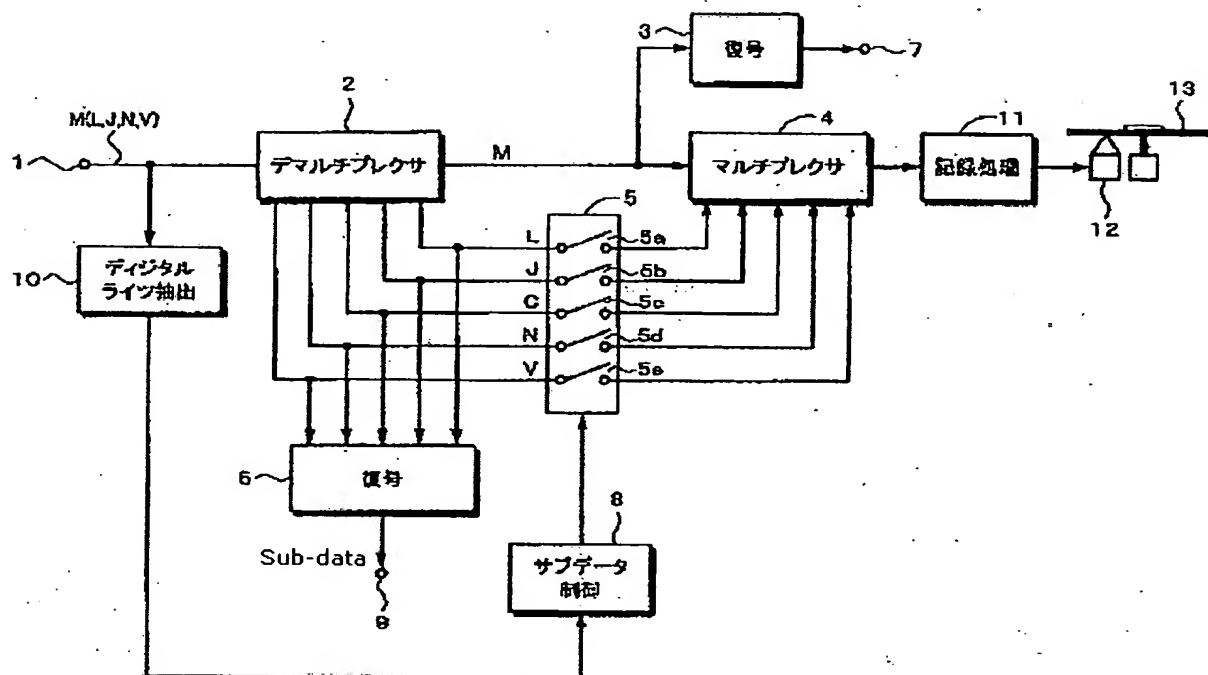 3
復号
7
2
M(L,J,N,V)
4
11
13
1
デマルチプレクサ
M
マルチプレクサ
記録処理
12
5
L
5a
J
5b
C
5c
N
5d
V
5e
10
ディジタル
ライツ抽出
6
復号
8
Sub-data
サブデータ
制御
9